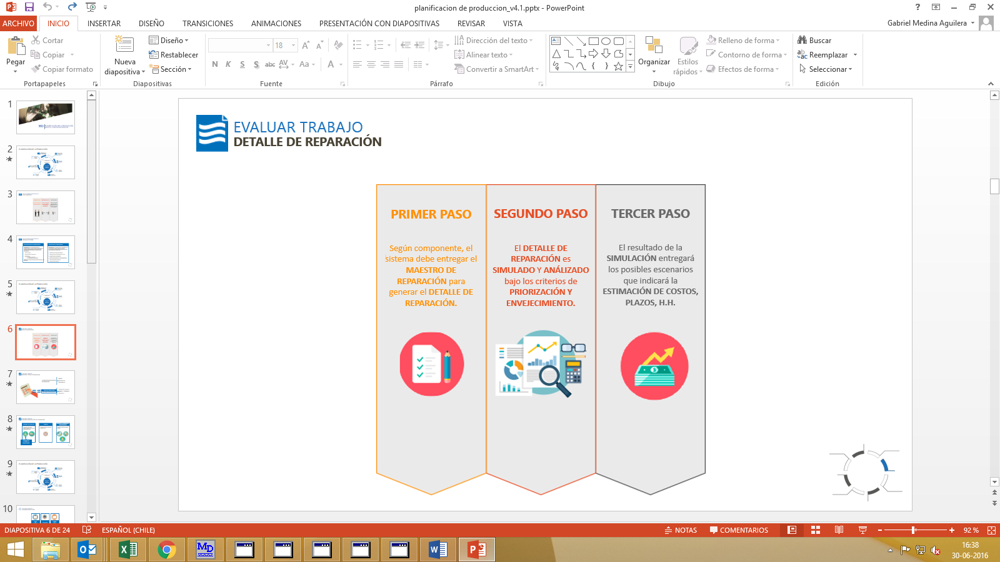 planificacion de produccion_v4.1.pptx - PowerPoint
ARCHIVO INICIO INSERTAR DISEÑO TRANSICIONES ANIMACIONES PRESENTACIÓN CON DIAPOSITIVAS REVISAR VISTA Gabriel Medina Aguilera
Pegar
Cortar
Copiar
Copiar formato
Portapapeles
Nueva
diapositiva
Diseño
Restablecer
Sección
Diapositivas
18
N K S S abc AV Aa A
Fuente
Dirección del texto
Alinear texto
Convertir a SmartArt
Párrafo
Organizar
Estilos
rápidos
Relleno de forma
Contorno de forma
Efectos de forma
Dibujo
Buscar
Reemplazar
Seleccionar
Edición
1
2
3
4
5
6
7
8
9
10
EVALUAR TRABAJO
DETALLE DE REPARACIÓN
PRIMER PASO
Según componente, el
sistema debe entregar el
MAESTRO DE
REPARACIÓN para
generar el DETALLE DE
REPARACIÓN.
SEGUNDO PASO
El DETALLE DE
REPARACIÓN es
SIMULADO Y ANÁLIZADO
bajo los criterios de
PRIORIZACIÓN Y
ENVEJECIMIENTO.
TERCER PASO
El resultado de la
SIMULACIÓN entregará
los posibles escenarios
que indicará la
ESTIMACIÓN DE COSTOS,
PLAZOS, H.H.
DIAPOSITIVA 6 DE 24 ESPAÑOL (CHILE) NOTAS COMENTARIOS 92 %
16:38
30-06-2016